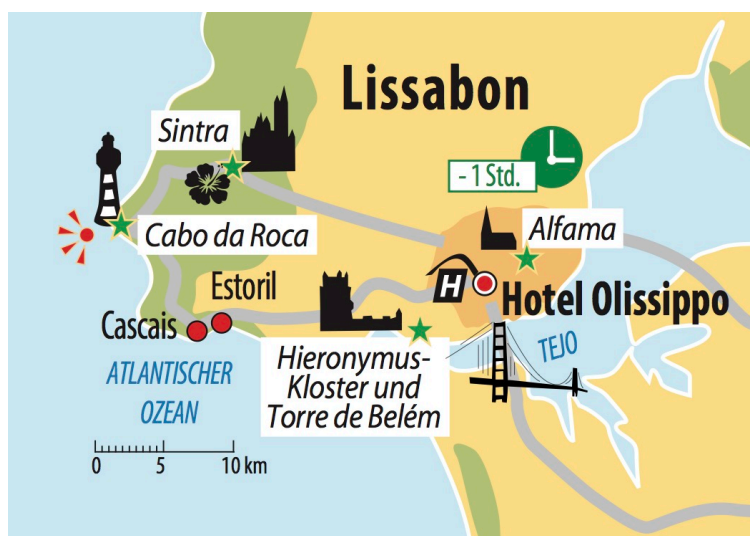 Lissabon
Sintra
- 1 Std.
Cabo da Roca
Alfama
Estoril
H
Hotel Olissippo
Cascais
TEJO
Hieronymus-
Kloster und
Torre de Belém
ATLANTISCHER
OZEAN
0 5 10 km